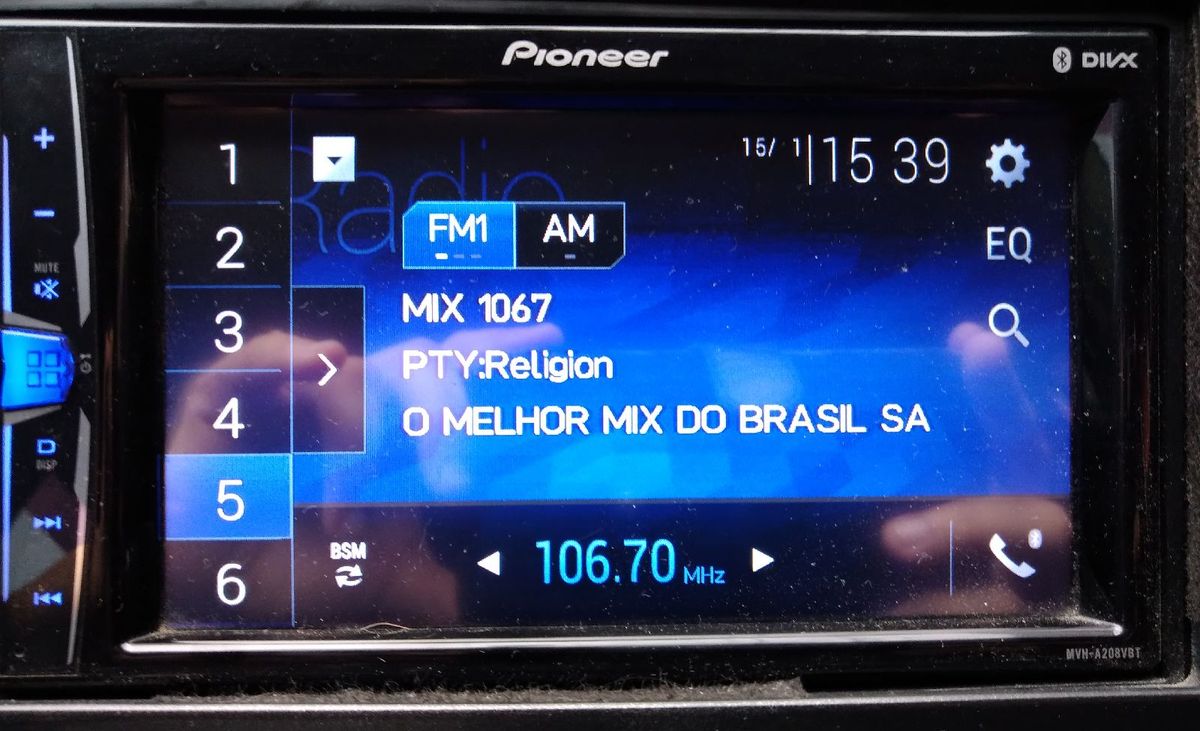 Pioneer
DIVX
+
-
MUTE
D
DISP
1
2
3
4
5
6
Radio
15/ 1 | 15 39
FM1 AM
EQ
MIX 1067
PTY:Religion
O MELHOR MIX DO BRASIL SA
BSM
106.70 MHz
MVH-A208VBT